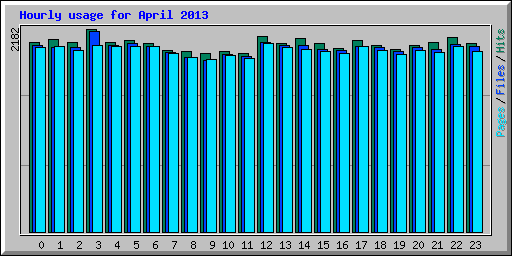 Hourly usage for April 2013
2182
Pages/Files/Hits
0 1 2 3 4 5 6 7 8 9 10 11 12 13 14 15 16 17 18 19 20 21 22 23